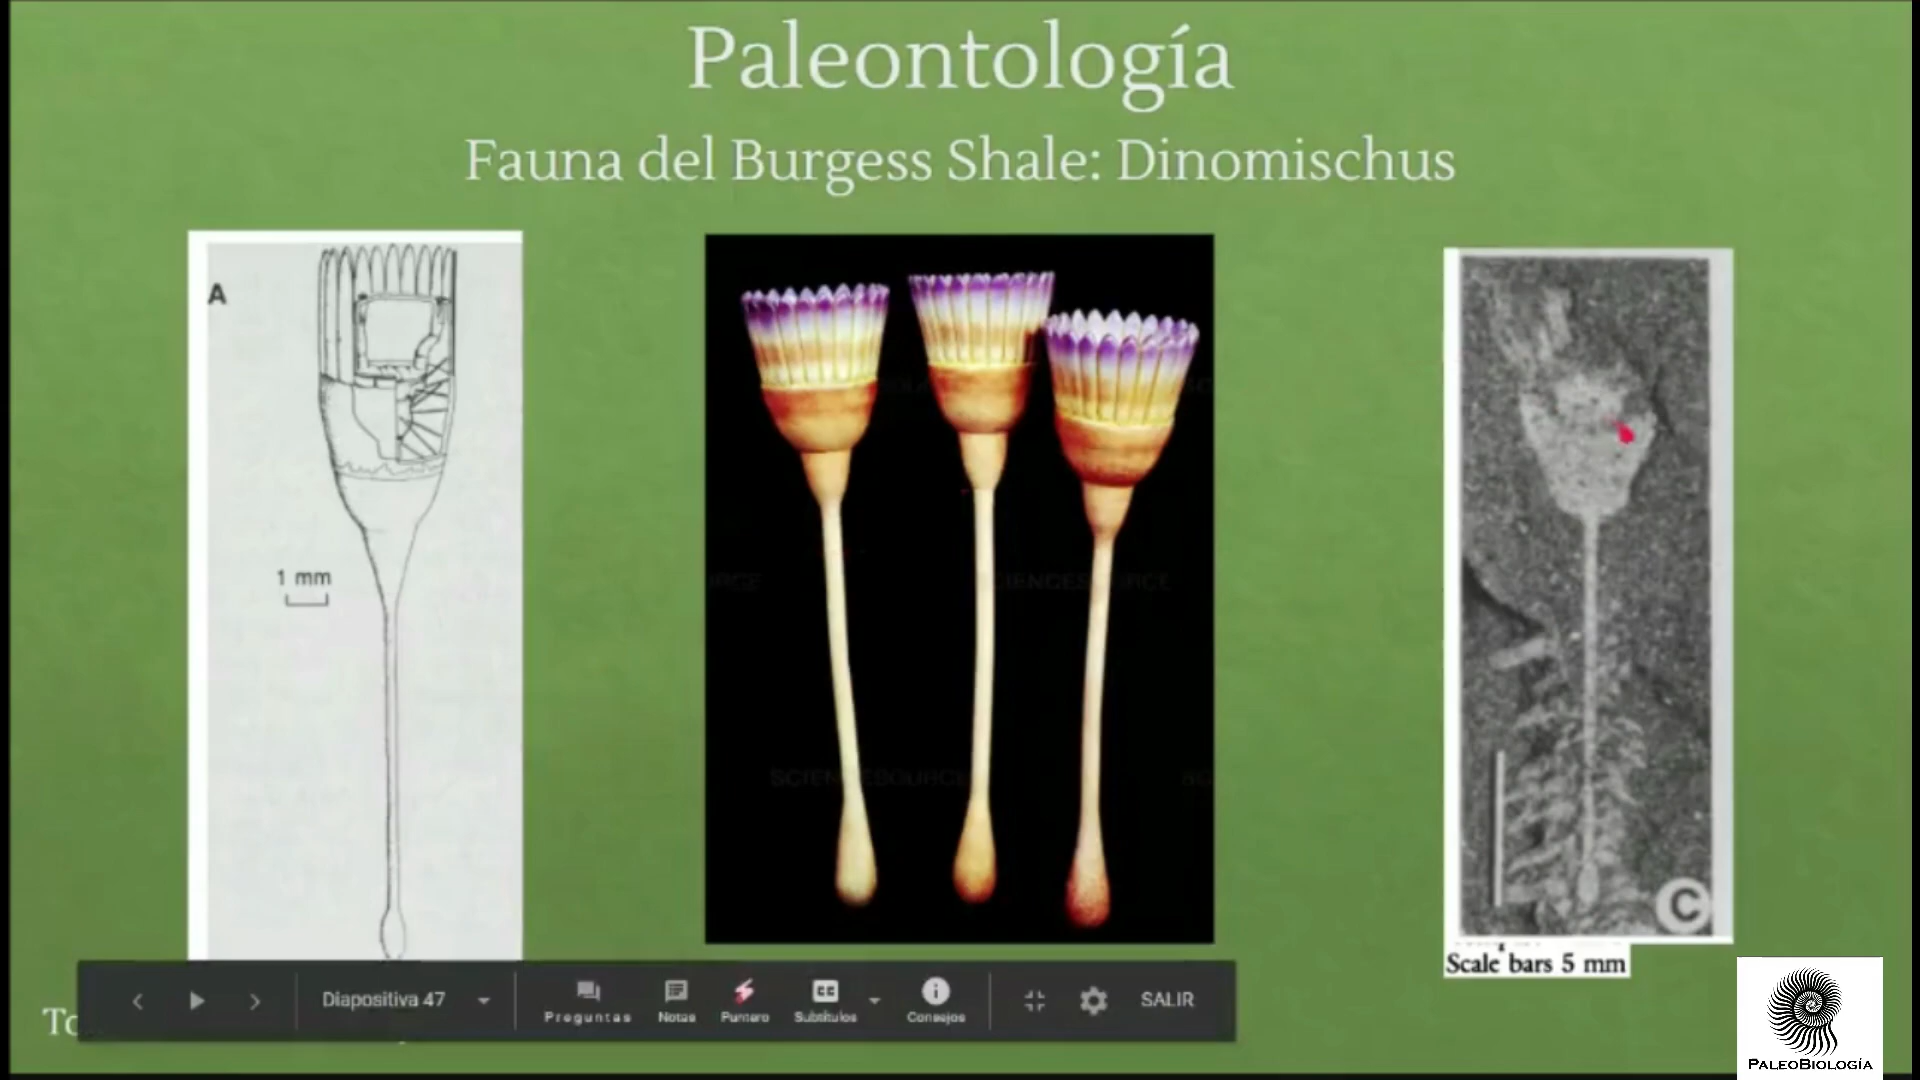 Paleontología
Fauna del Burgess Shale: Dinomischus
A
1 mm
SCIENCESOURCE
C
Scale bars 5 mm
Diapositiva 47
Preguntas
Notas
Puntero
Subtítulos
Consejos
SALIR
PALEOBIOLOGÍA